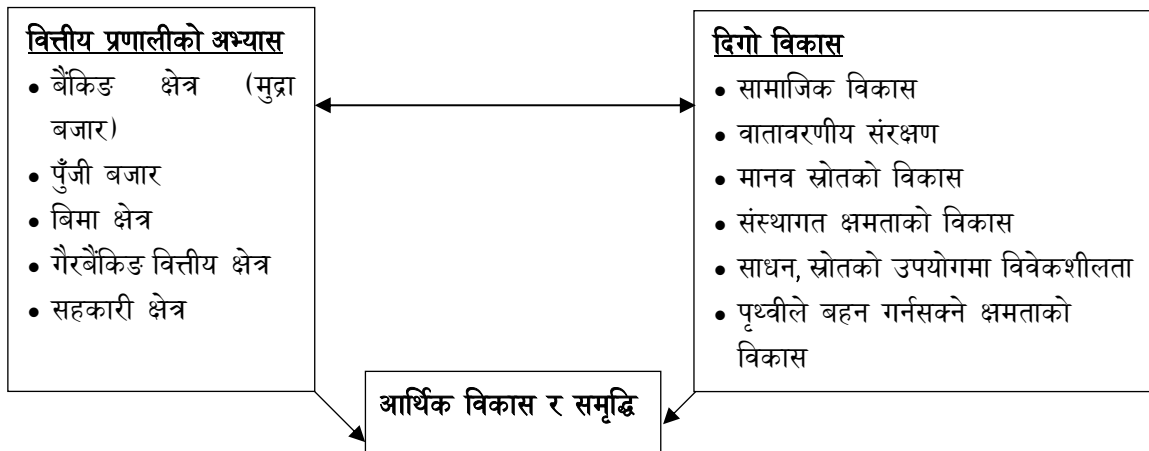 वित्तीय प्रणालीको अभ्यास
• बैंकिङ क्षेत्र (मुद्रा
बजार)
• पुँजी बजार
• बिमा क्षेत्र
• गैरबैंकिङ वित्तीय क्षेत्र
• सहकारी क्षेत्र
दिगो विकास
• सामाजिक विकास
• वातावरणीय संरक्षण
• मानव स्रोतको विकास
• संस्थागत क्षमताको विकास
• साधन, स्रोतको उपयोगमा विवेकशीलता
• पृथ्वीले बहन गर्नसक्ने क्षमताको
विकास
आर्थिक विकास र समृद्धि